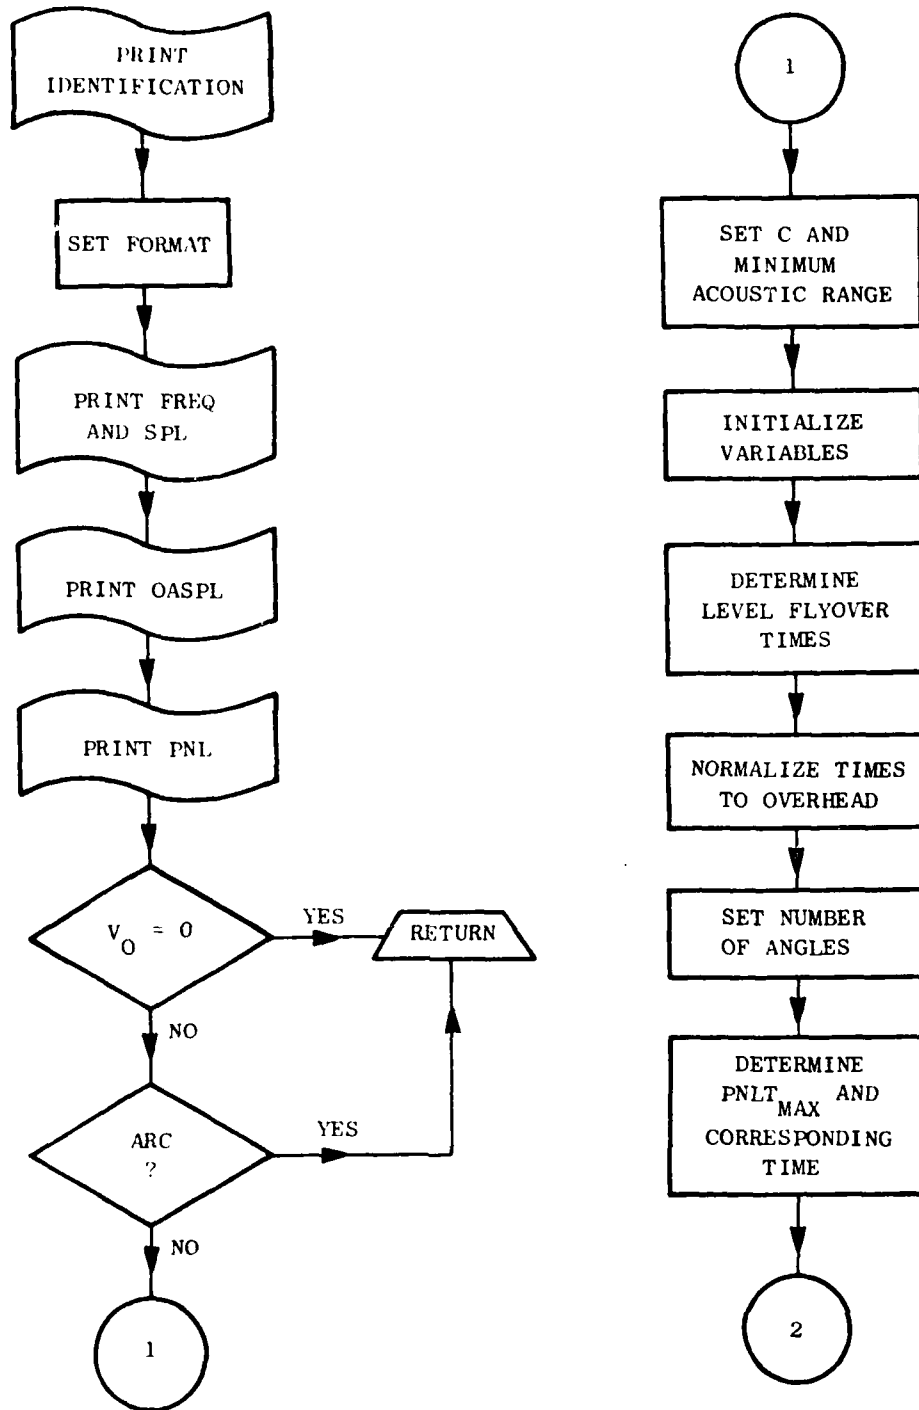 PRINT
IDENTIFICATION
SET FORMAT
PRINT FREQ
AND SPL
PRINT OASPL
PRINT PNL
V_O = 0
YES
RETURN
NO
ARC
?
YES
NO
1
1
SET C AND
MINIMUM
ACOUSTIC RANGE
INITIALIZE
VARIABLES
DETERMINE
LEVEL FLYOVER
TIMES
NORMALIZE TIMES
TO OVERHEAD
SET NUMBER
OF ANGLES
DETERMINE
PNLT_MAX AND
CORRESPONDING
TIME
2